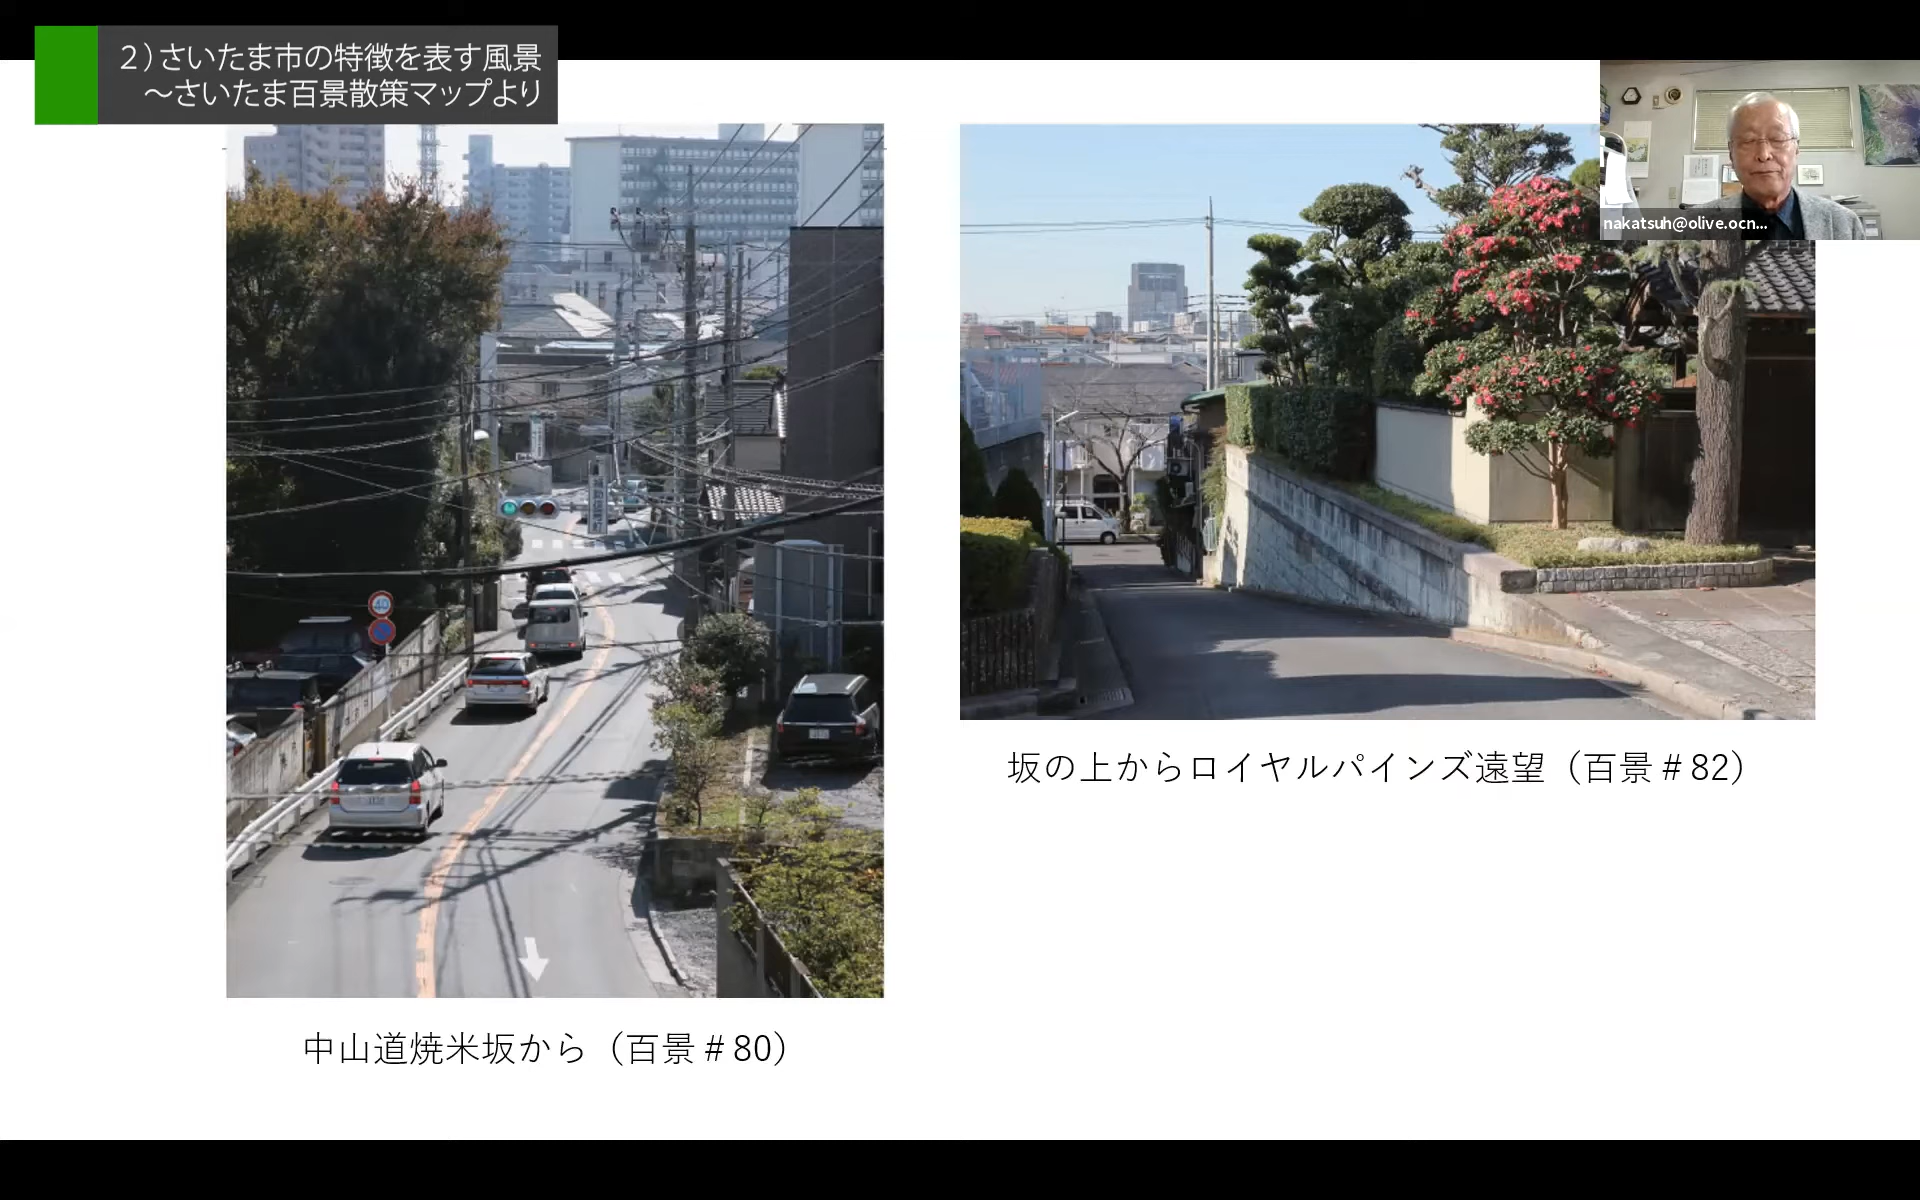 ２）さいたま市の特徴を表す風景
～さいたま百景散策マップより
nakatsuh@olive.ocn...
40
坂の上からロイヤルパインズ遠望（百景＃82）
中山道焼米坂から（百景＃80）